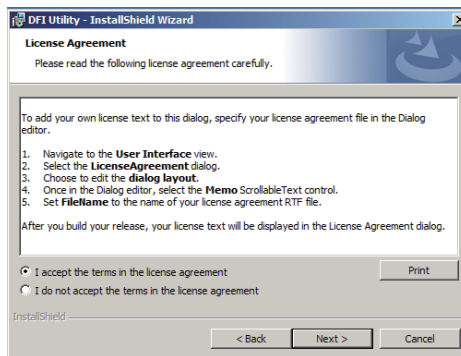 DFI Utility - InstallShield Wizard
License Agreement
Please read the following license agreement carefully.
To add your own license text to this dialog, specify your license agreement file in the Dialog
editor.
1. Navigate to the User Interface view.
2. Select the LicenseAgreement dialog.
3. Choose to edit the dialog layout.
4. Once in the Dialog editor, select the Memo ScrollableText control.
5. Set FileName to the name of your license agreement RTF file.
After you build your release, your license text will be displayed in the License Agreement dialog.
I accept the terms in the license agreement
Print
I do not accept the terms in the license agreement
InstallShield
< Back
Next >
Cancel